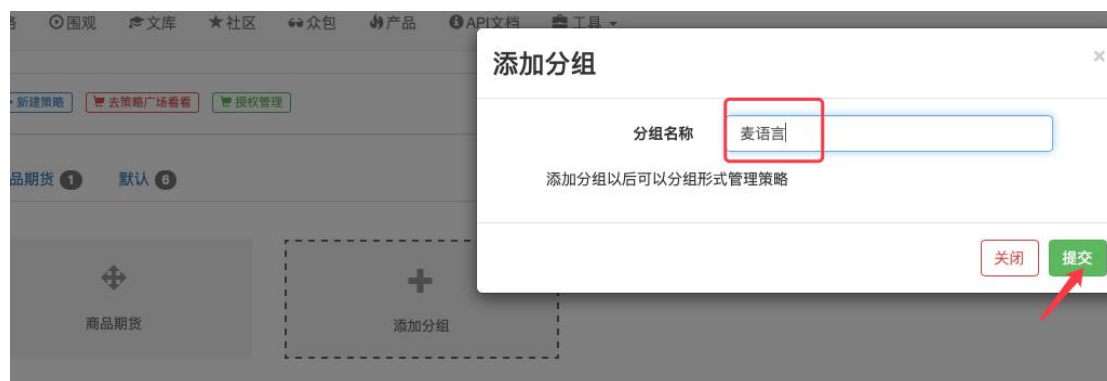 围观 文库 社区 众包 产品 API文档 工具
添加分组
×
新建策略 去策略广场看看 授权管理
分组名称 麦语言
添加分组以后可以分组形式管理策略
品期货 1 默认 6
关闭 提交
商品期货 添加分组